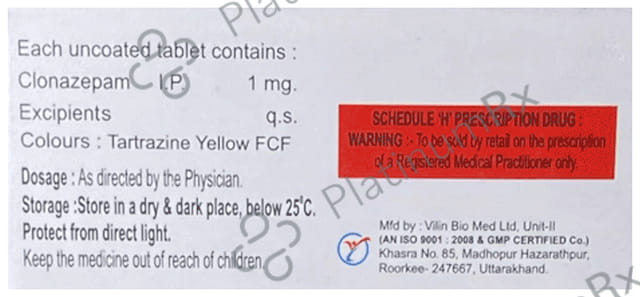 Each uncoated tablet contains :
Clonazepam I.P. 1 mg.
Excipients q.s.
Colours : Tartrazine Yellow FCF
Dosage : As directed by the Physician.
Storage :Store in a dry & dark place, below 25°C.
Protect from direct light.
Keep the medicine out of reach of children.
SCHEDULE 'H' PRESCRIPTION DRUG :
WARNING :- To be sold by retail on the prescription
of a Registered Medical Practitioner only.
Mfd by : Vilin Bio Med Ltd, Unit-II
(AN ISO 9001 : 2008 & GMP CERTIFIED Co.)
Khasra No. 85, Madhopur Hazarathpur,
Roorkee- 247667, Uttarakhand.
PlatinumRx